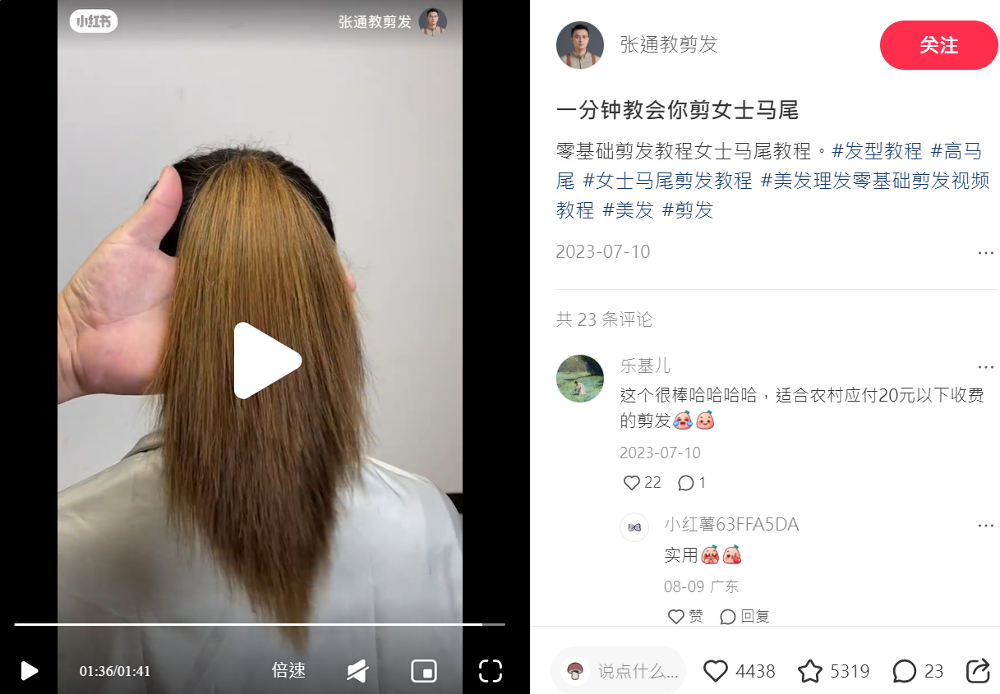 小红书
张通教剪发
01:36/01:41
倍速
张通教剪发
关注
一分钟教会你剪女士马尾
零基础剪发教程女士马尾教程。#发型教程 #高马
尾 #女士马尾剪发教程 #美发理发零基础剪发视频
教程 #美发 #剪发
2023-07-10
共 23 条评论
乐基儿
这个很棒哈哈哈哈，适合农村应付20元以下收费
的剪发
2023-07-10
22 1
小红薯63FFA5DA
实用
08-09 广东
赞 回复
说点什么... 4438 5319 23